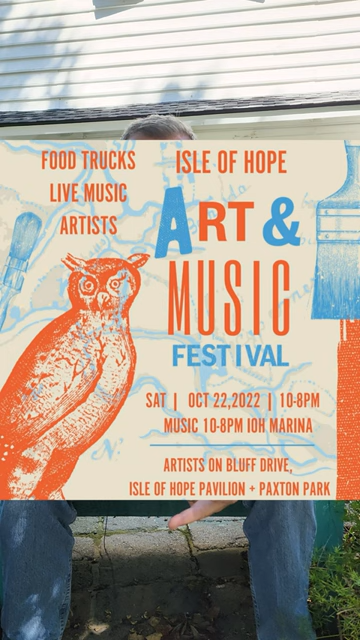 FOOD TRUCKS
LIVE MUSIC
ARTISTS
ISLE OF HOPE
ART &
MUSIC
FESTIVAL
SAT | OCT 22,2022 | 10-8PM
MUSIC 10-8PM IOH MARINA
ARTISTS ON BLUFF DRIVE,
ISLE OF HOPE PAVILION + PAXTON PARK